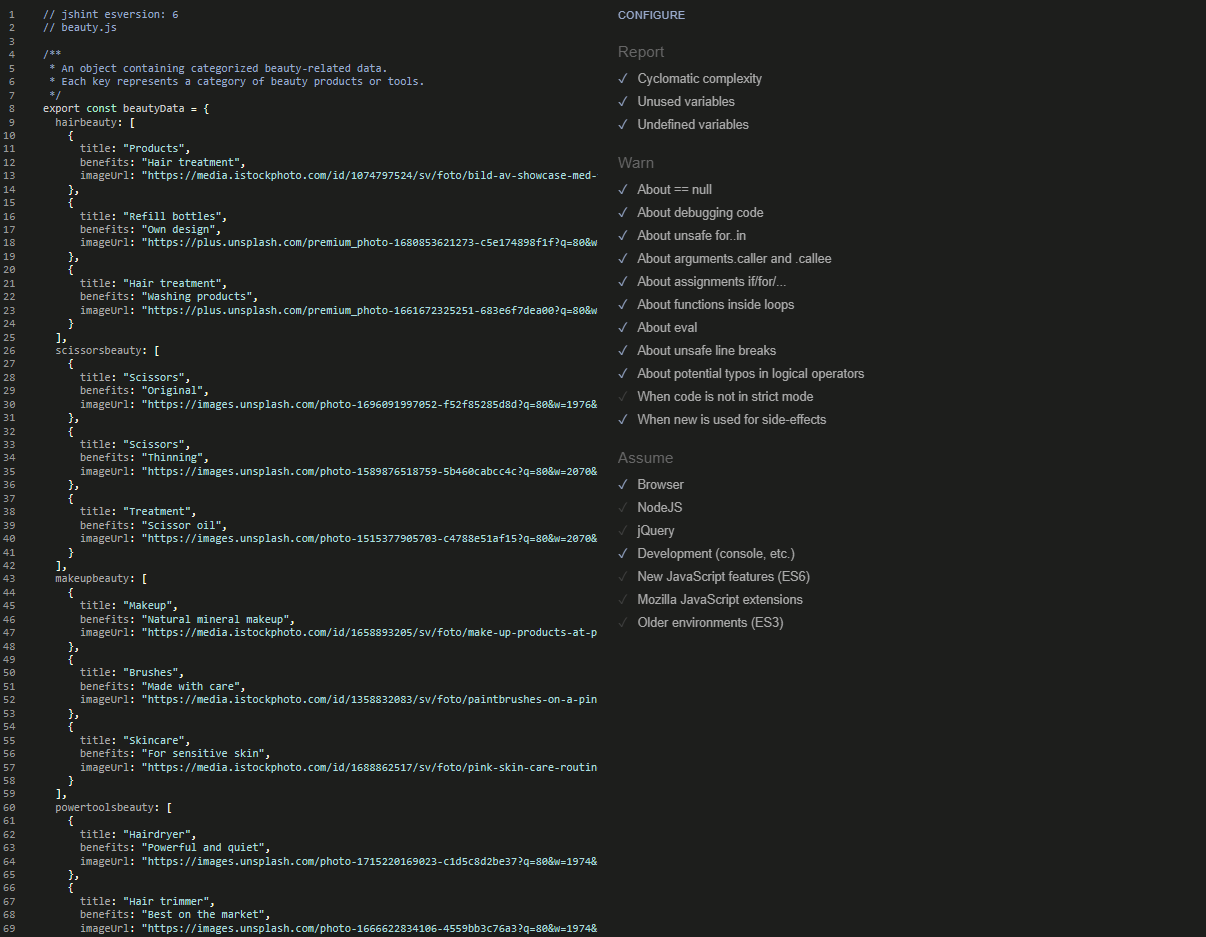 1 // jshint esversion: 6
2 // beauty.js
3
4 /**
5 * An object containing categorized beauty-related data.
6 * Each key represents a category of beauty products or tools.
7 */
8 export const beautyData = {
9 hairbeauty: [
10 {
11 title: "Products",
12 benefits: "Hair treatment",
13 imageUrl: "https://media.istockphoto.com/id/1074797524/sv/foto/bild-av-showcase-med-
14 },
15 {
16 title: "Refill bottles",
17 benefits: "Own design",
18 imageUrl: "https://plus.unsplash.com/premium_photo-1680853621273-c5e174898f1f?q=80&w
19 },
20 {
21 title: "Hair treatment",
22 benefits: "Washing products",
23 imageUrl: "https://plus.unsplash.com/premium_photo-1661672325251-683e6f7dea00?q=80&w
24 }
25 ],
26 scissorsbeauty: [
27 {
28 title: "Scissors",
29 benefits: "Original",
30 imageUrl: "https://images.unsplash.com/photo-1696091997052-f52f85285d8d?q=80&w=1976&
31 },
32 {
33 title: "Scissors",
34 benefits: "Thinning",
35 imageUrl: "https://images.unsplash.com/photo-1589876518759-5b460cabcc4c?q=80&w=2070&
36 },
37 {
38 title: "Treatment",
39 benefits: "Scissor oil",
40 imageUrl: "https://images.unsplash.com/photo-1515377905703-c4788e51af15?q=80&w=2070&
41 }
42 ],
43 makeupbeauty: [
44 {
45 title: "Makeup",
46 benefits: "Natural mineral makeup",
47 imageUrl: "https://media.istockphoto.com/id/1658893205/sv/foto/make-up-products-at-p
48 },
49 {
50 title: "Brushes",
51 benefits: "Made with care",
52 imageUrl: "https://media.istockphoto.com/id/1358832083/sv/foto/paintbrushes-on-a-pin
53 },
54 {
55 title: "Skincare",
56 benefits: "For sensitive skin",
57 imageUrl: "https://media.istockphoto.com/id/1688862517/sv/foto/pink-skin-care-routin
58 }
59 ],
60 powertoolsbeauty: [
61 {
62 title: "Hairdryer",
63 benefits: "Powerful and quiet",
64 imageUrl: "https://images.unsplash.com/photo-1715220169023-c1d5c8d2be37?q=80&w=1974&
65 },
66 {
67 title: "Hair trimmer",
68 benefits: "Best on the market",
69 imageUrl: "https://images.unsplash.com/photo-1666622834106-4559bb3c76a3?q=80&w=1974&
CONFIGURE
Report
✓ Cyclomatic complexity
✓ Unused variables
✓ Undefined variables
Warn
✓ About == null
✓ About debugging code
✓ About unsafe for..in
✓ About arguments.caller and .callee
✓ About assignments if/for/...
✓ About functions inside loops
✓ About eval
✓ About unsafe line breaks
✓ About potential typos in logical operators
✓ When code is not in strict mode
✓ When new is used for side-effects
Assume
✓ Browser
✓ NodeJS
✓ jQuery
✓ Development (console, etc.)
✓ New JavaScript features (ES6)
✓ Mozilla JavaScript extensions
✓ Older environments (ES3)